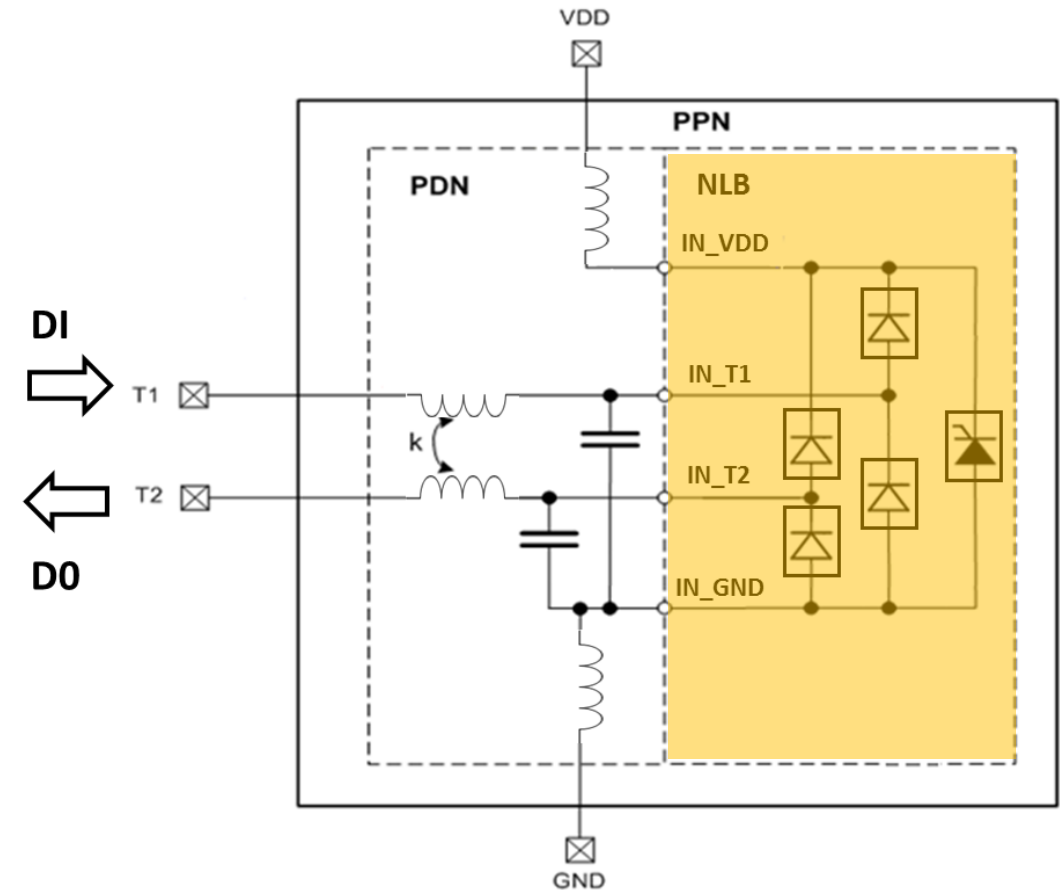 VDD
PPN
PDN
NLB
IN_VDD
DI
IN_T1
T1
k
IN_T2
T2
D0
IN_GND
GND